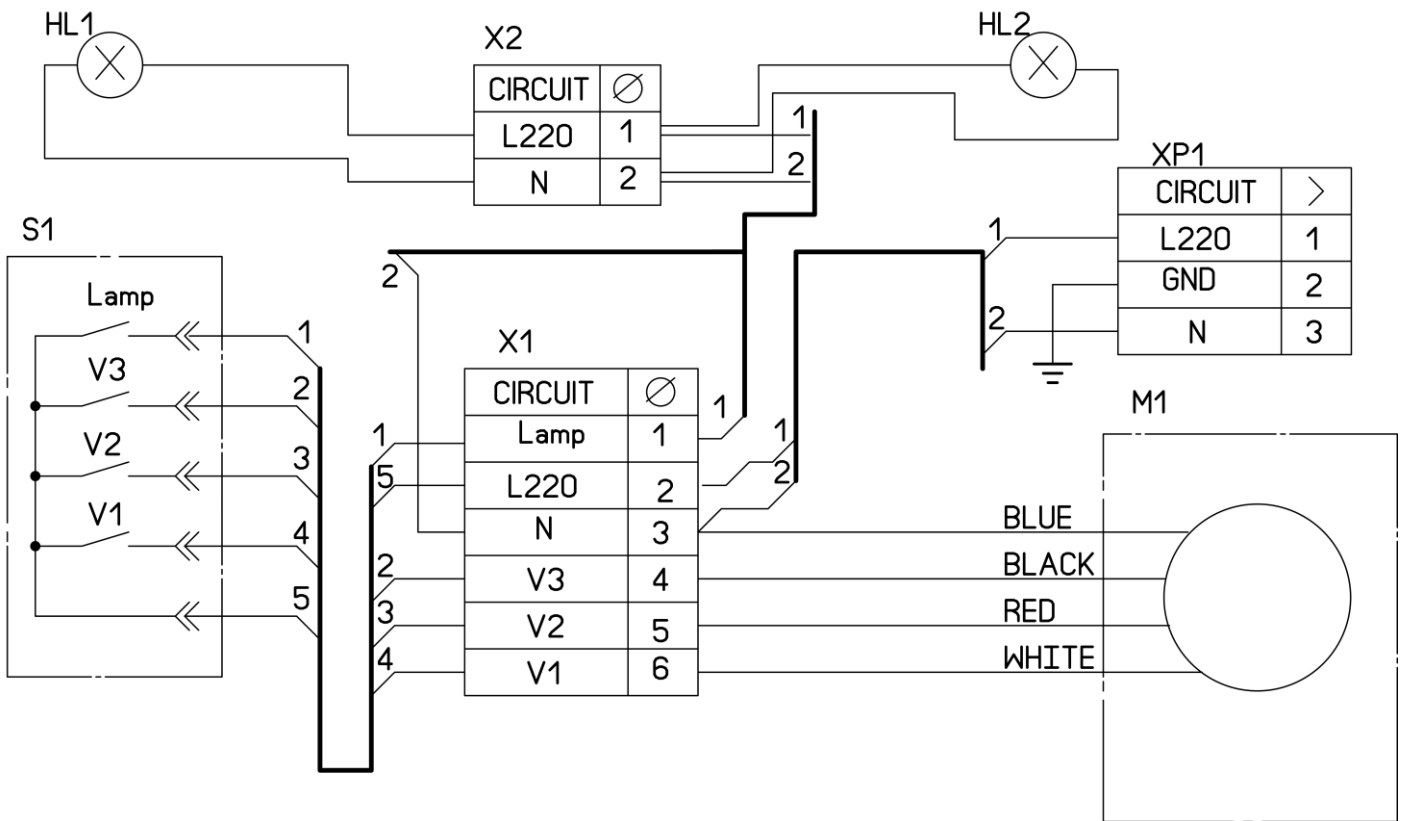 HL1
X2
HL2
CIRCUIT Ø
L220 1
N 2
1
2
XP1
CIRCUIT >
L220 1
GND 2
N 3
1
2
S1
Lamp
V3
V2
V1
1
2
3
4
5
2
X1
CIRCUIT Ø
Lamp 1
L220 2
N 3
V3 4
V2 5
V1 6
1
5
2
3
4
1
1
2
M1
BLUE
BLACK
RED
WHITE